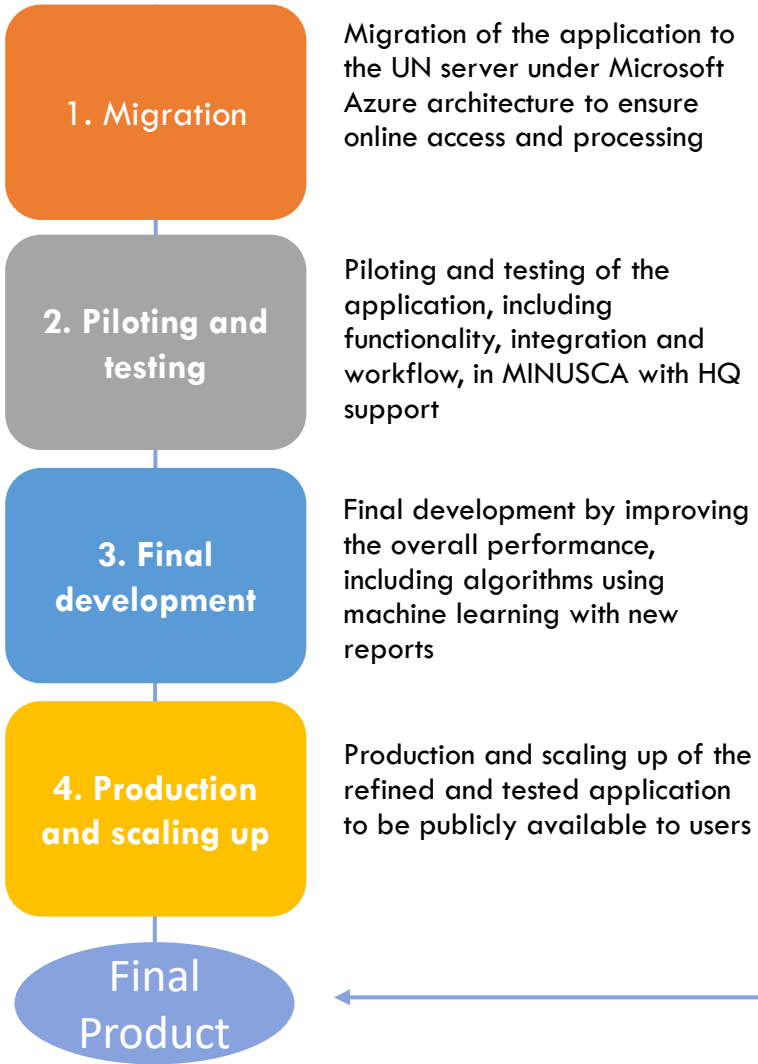 1. Migration
Migration of the application to
the UN server under Microsoft
Azure architecture to ensure
online access and processing
2. Piloting and
testing
Piloting and testing of the
application, including
functionality, integration and
workflow, in MINUSCA with HQ
support
3. Final
development
Final development by improving
the overall performance,
including algorithms using
machine learning with new
reports
4. Production
and scaling up
Production and scaling up of the
refined and tested application
to be publicly available to users
Final
Product